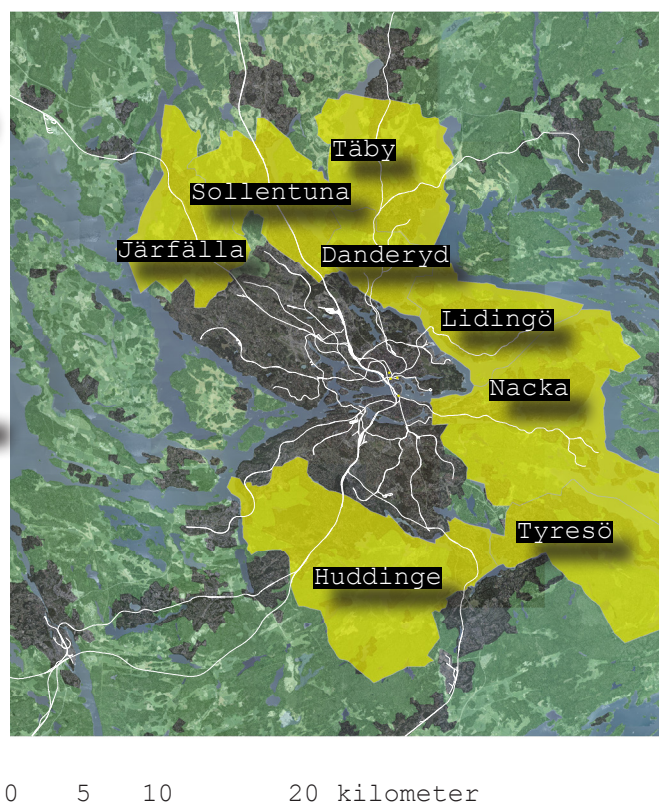 Täby
Sollentuna
Järfälla
Danderyd
Lidingö
Nacka
Tyresö
Huddinge
0 5 10 20 kilometer